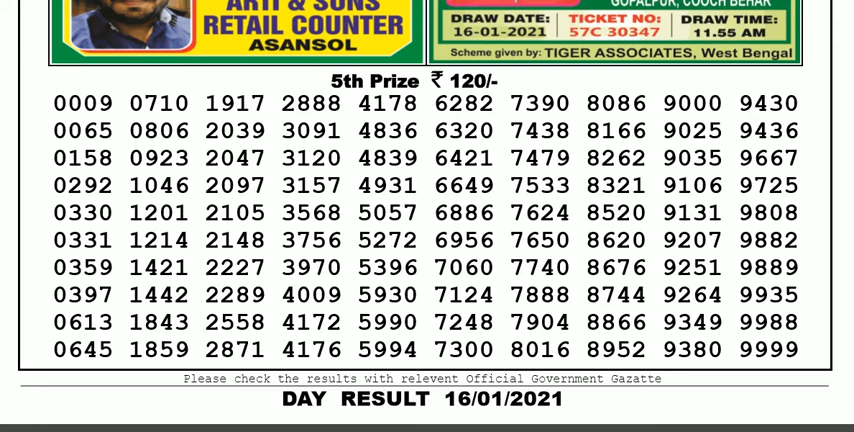 ARTI & SONS
RETAIL COUNTER
ASANSOL
GOPALPUR, COOCH BEHAR
DRAW DATE: 16-01-2021
TICKET NO: 57C 30347
DRAW TIME: 11.55 AM
Scheme given by: TIGER ASSOCIATES, West Bengal
5th Prize ₹ 120/-
0009 0710 1917 2888 4178 6282 7390 8086 9000 9430
0065 0806 2039 3091 4836 6320 7438 8166 9025 9436
0158 0923 2047 3120 4839 6421 7479 8262 9035 9667
0292 1046 2097 3157 4931 6649 7533 8321 9106 9725
0330 1201 2105 3568 5057 6886 7624 8520 9131 9808
0331 1214 2148 3756 5272 6956 7650 8620 9207 9882
0359 1421 2227 3970 5396 7060 7740 8676 9251 9889
0397 1442 2289 4009 5930 7124 7888 8744 9264 9935
0613 1843 2558 4172 5990 7248 7904 8866 9349 9988
0645 1859 2871 4176 5994 7300 8016 8952 9380 9999
Please check the results with relevent Official Government Gazatte
DAY RESULT 16/01/2021